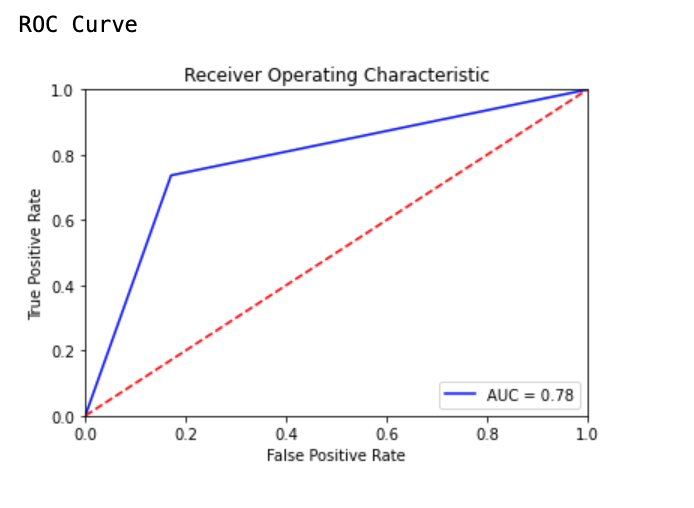 ROC Curve
Receiver Operating Characteristic
1.0
0.8
0.6
0.4
0.2
0.0
True Positive Rate
AUC = 0.78
0.0 0.2 0.4 0.6 0.8 1.0
False Positive Rate